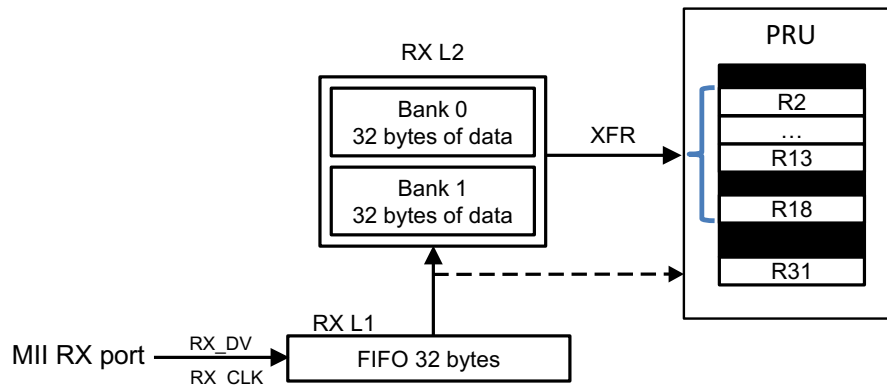 PRU
RX L2
Bank 0
32 bytes of data
Bank 1
32 bytes of data
XFR
R2
...
R13
R18
R31
RX L1
MII RX port
RX_DV
RX_CLK
FIFO 32 bytes